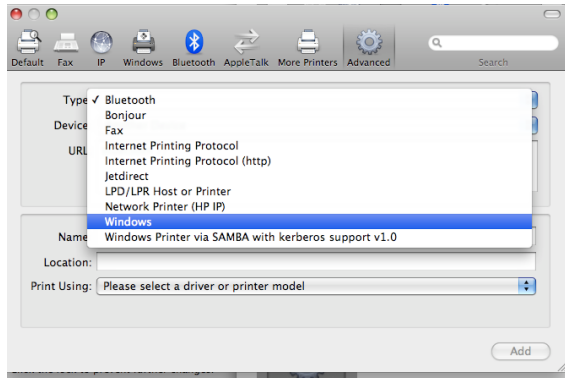 Default Fax IP Windows Bluetooth AppleTalk More Printers Advanced Search
Type ✓ Bluetooth
Bonjour
Device
Fax
URL
Internet Printing Protocol
Internet Printing Protocol (http)
Jetdirect
LPD/LPR Host or Printer
Network Printer (HP IP)
Windows
Name
Windows Printer via SAMBA with kerberos support v1.0
Location:
Print Using: Please select a driver or printer model
Add